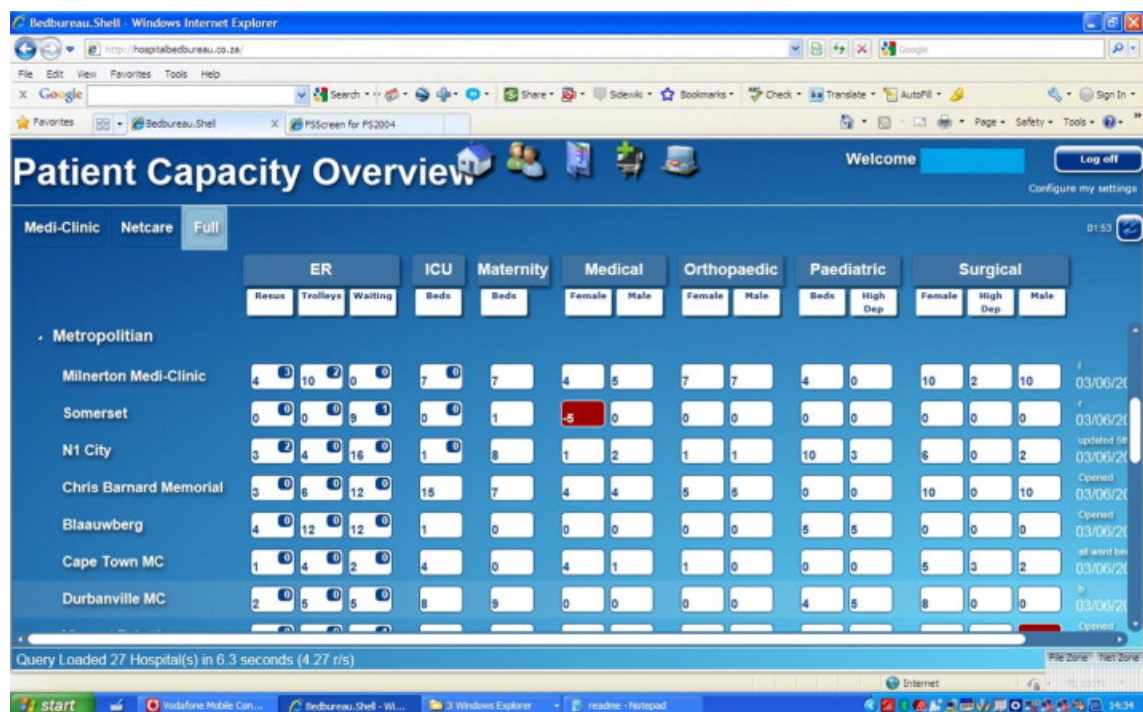 Bedbureau.Shell - Windows Internet Explorer
http://hospitalbedbureau.co.za/
Google
File Edit View Favorites Tools Help
x Google Search Share Sidewiki Bookmarks Check Translate AutoFill Sign In
Favorites Bedbureau.Shell X PSScreen for PS2004 Page Safety Tools
Patient Capacity Overview Welcome Log off
Configure my settings
Medi-Clinic Netcare Full 01:53
ER ICU Maternity Medical Orthopaedic Paediatric Surgical
Resus Trolleys Waiting Beds Beds Female Male Female Male Beds High Dep Female High Dep Male
Metropolitian
Milnerton Medi-Clinic 4 3 10 2 0 0 7 0 7 4 5 7 7 4 0 10 2 10 03/06/20
Somerset 0 0 0 0 9 1 0 0 1 -5 0 0 0 0 0 0 0 0 r 03/06/20
N1 City 3 2 4 0 16 0 1 0 8 1 2 1 1 10 3 6 0 2 updated 03/06/20
Chris Barnard Memorial 3 0 6 0 12 0 15 7 4 4 5 5 0 0 10 0 10 Opened 03/06/20
Blaauwberg 4 0 12 0 12 0 1 0 0 0 0 0 5 5 0 0 0 Opened 03/06/20
Cape Town MC 1 0 4 0 2 0 4 0 4 1 1 0 0 0 5 3 2 all ward 03/06/20
Durbanville MC 2 0 5 0 5 0 8 9 0 0 0 0 4 5 8 0 0 b 03/06/20
Opened
Query Loaded 27 Hospital(s) in 6.3 seconds (4.27 r/s) File Zone Net Zone
Internet 100%
start Vodafone Mobile Con... Bedbureau.Shell - Wi... 3 Windows Explorer readme - Notepad 14:34